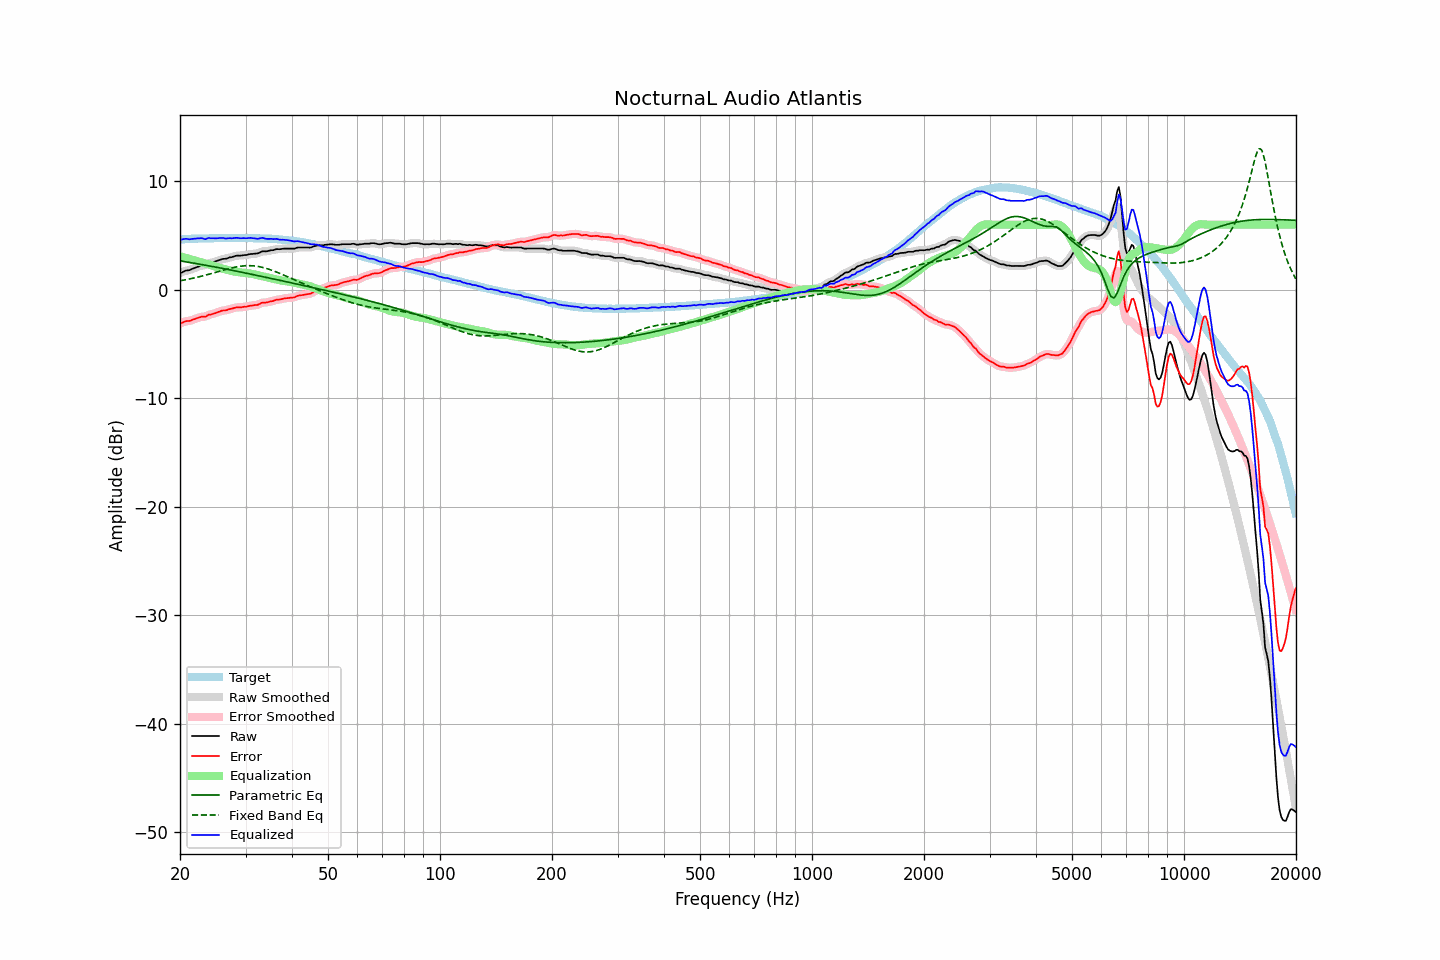 NocturnaL Audio Atlantis
Amplitude (dBr)
10
0
−10
−20
−30
−40
−50
Target
Raw Smoothed
Error Smoothed
Raw
Error
Equalization
Parametric Eq
Fixed Band Eq
Equalized
20 50 100 200 500 1000 2000 5000 10000 20000
Frequency (Hz)